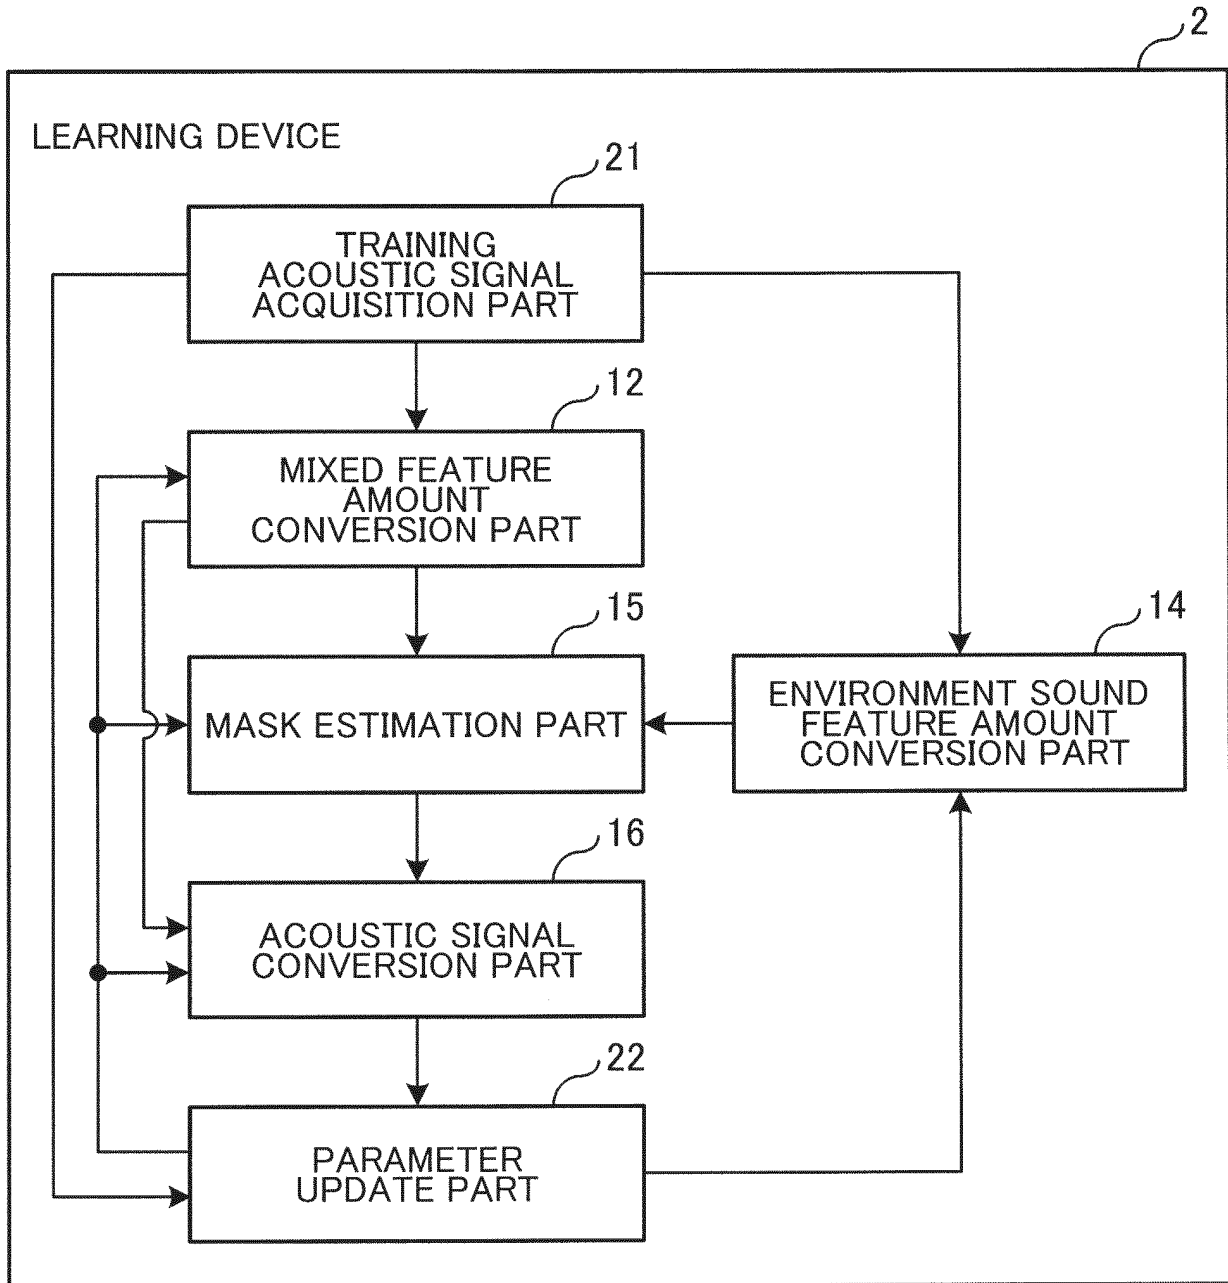 2
LEARNING DEVICE
21
TRAINING
ACOUSTIC SIGNAL
ACQUISITION PART
12
MIXED FEATURE
AMOUNT
CONVERSION PART
15
MASK ESTIMATION PART
14
ENVIRONMENT SOUND
FEATURE AMOUNT
CONVERSION PART
16
ACOUSTIC SIGNAL
CONVERSION PART
22
PARAMETER
UPDATE PART